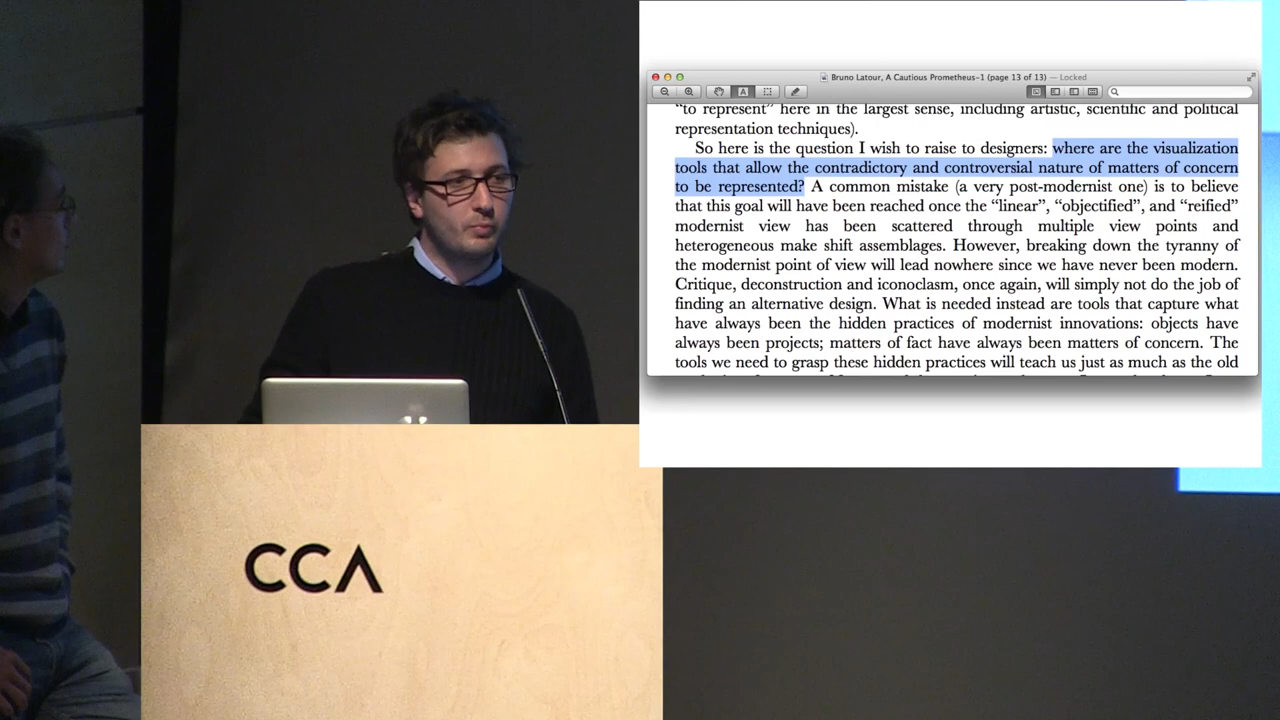 Bruno Latour, A Cautious Prometheus-1 (page 13 of 13) — Locked
“to represent” here in the largest sense, including artistic, scientific and political
representation techniques).
So here is the question I wish to raise to designers: where are the visualization
tools that allow the contradictory and controversial nature of matters of concern
to be represented? A common mistake (a very post-modernist one) is to believe
that this goal will have been reached once the “linear”, “objectified”, and “reified”
modernist view has been scattered through multiple view points and
heterogeneous make shift assemblages. However, breaking down the tyranny of
the modernist point of view will lead nowhere since we have never been modern.
Critique, deconstruction and iconoclasm, once again, will simply not do the job of
finding an alternative design. What is needed instead are tools that capture what
have always been the hidden practices of modernist innovations: objects have
always been projects; matters of fact have always been matters of concern. The
tools we need to grasp these hidden practices will teach us just as much as the old
CCA